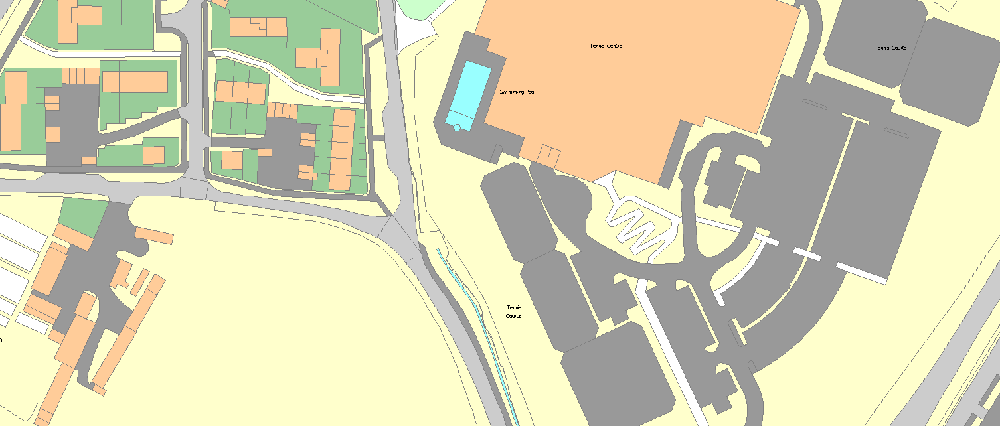 Tennis Centre
Tennis Courts
Swimming Pool
Tennis
Courts